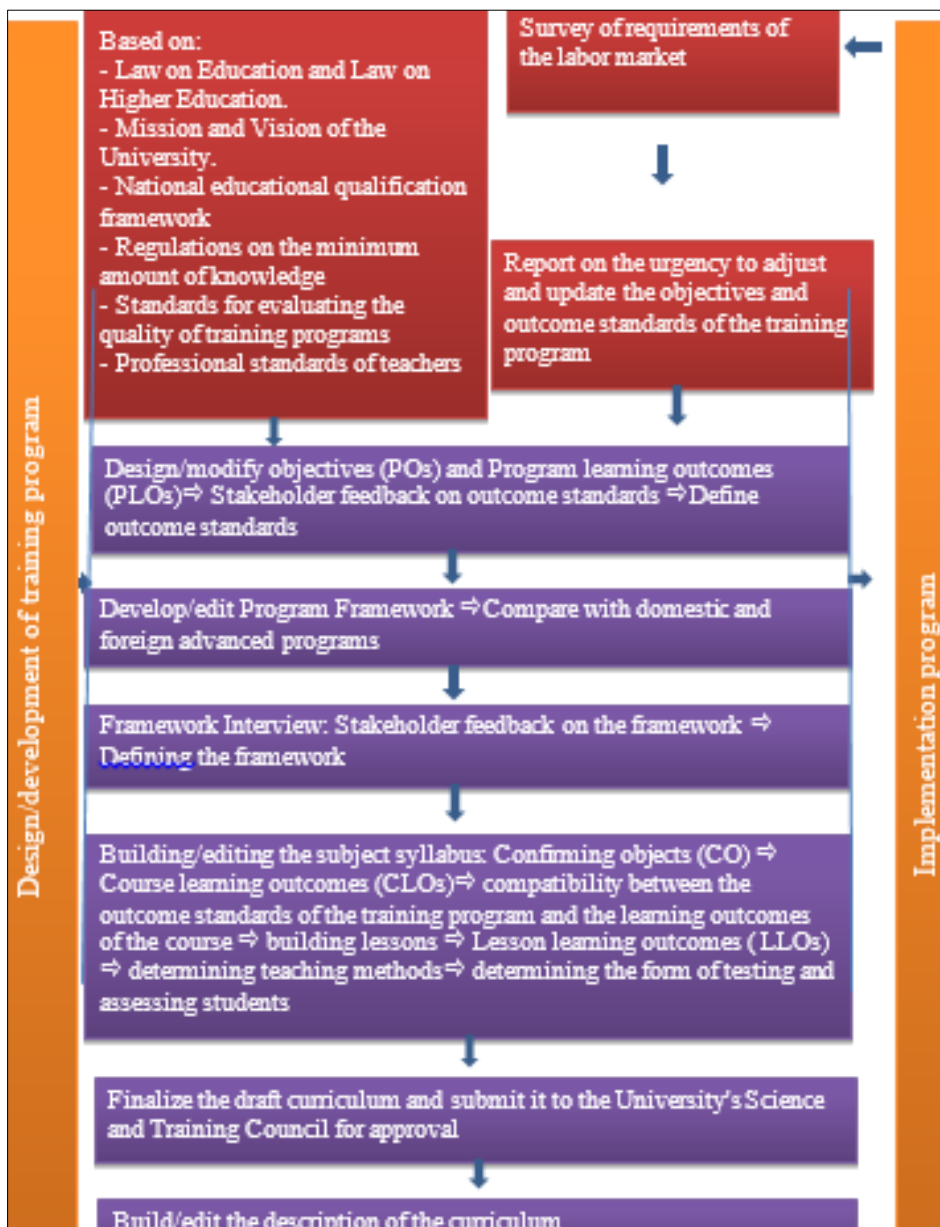 Design/development of training program
Based on:
- Law on Education and Law on
Higher Education.
- Mission and Vision of the
University.
- National educational qualification
framework
- Regulations on the minimum
amount of knowledge
- Standards for evaluating the
quality of training programs
- Professional standards of teachers
Survey of requirements of
the labor market
Report on the urgency to adjust
and update the objectives and
outcome standards of the training
program
Design/modify objectives (POs) and Program learning outcomes
(PLOs)⇨ Stakeholder feedback on outcome standards ⇨Define
outcome standards
Develop/edit Program Framework ⇨Compare with domestic and
foreign advanced programs
Framework Interview: Stakeholder feedback on the framework ⇨
Defining the framework
Building/editing the subject syllabus: Confirming objects (CO) ⇨
Course learning outcomes (CLOs)⇨ compatibility between the
outcome standards of the training program and the learning outcomes
of the course ⇨ building lessons ⇨ Lesson learning outcomes (LLOs)
⇨ determining teaching methods⇨ determining the form of testing and
assessing students
Finalize the draft curriculum and submit it to the University's Science
and Training Council for approval
Build/edit the description of the curriculum
Implementation program